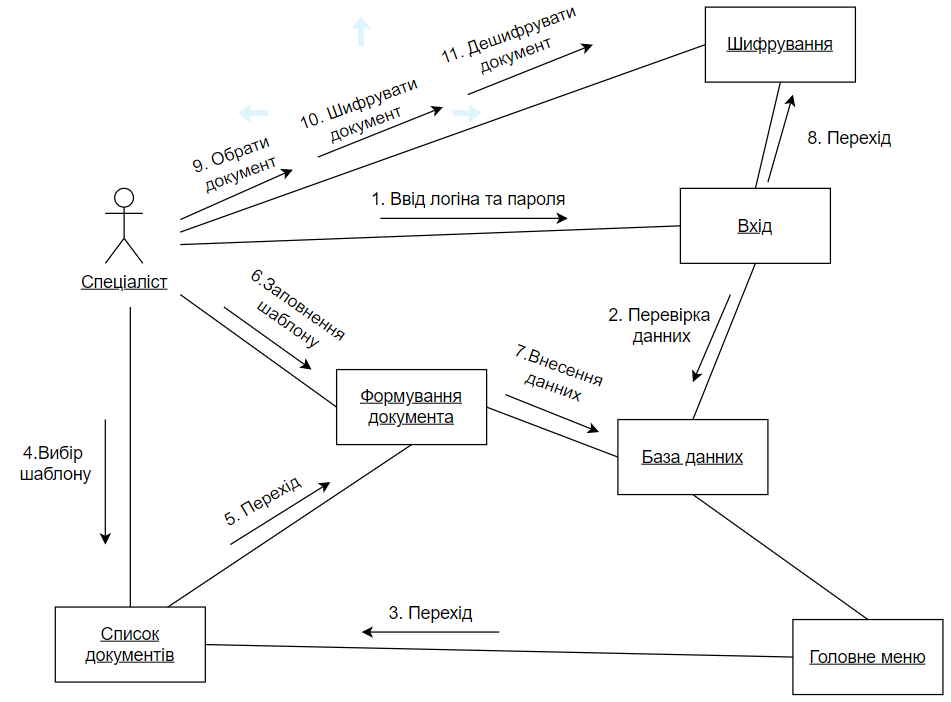 11. Дешифрувати
документ
Шифрування
10. Шифрувати
документ
8. Перехід
9. Обрати
документ
1. Ввід логіна та пароля
Вхід
Спеціаліст
6.Заповнення
шаблону
2. Перевірка
данних
7.Внесення
данних
Формування
документа
4.Вибір
шаблону
База данних
5. Перехід
3. Перехід
Список
документів
Головне меню